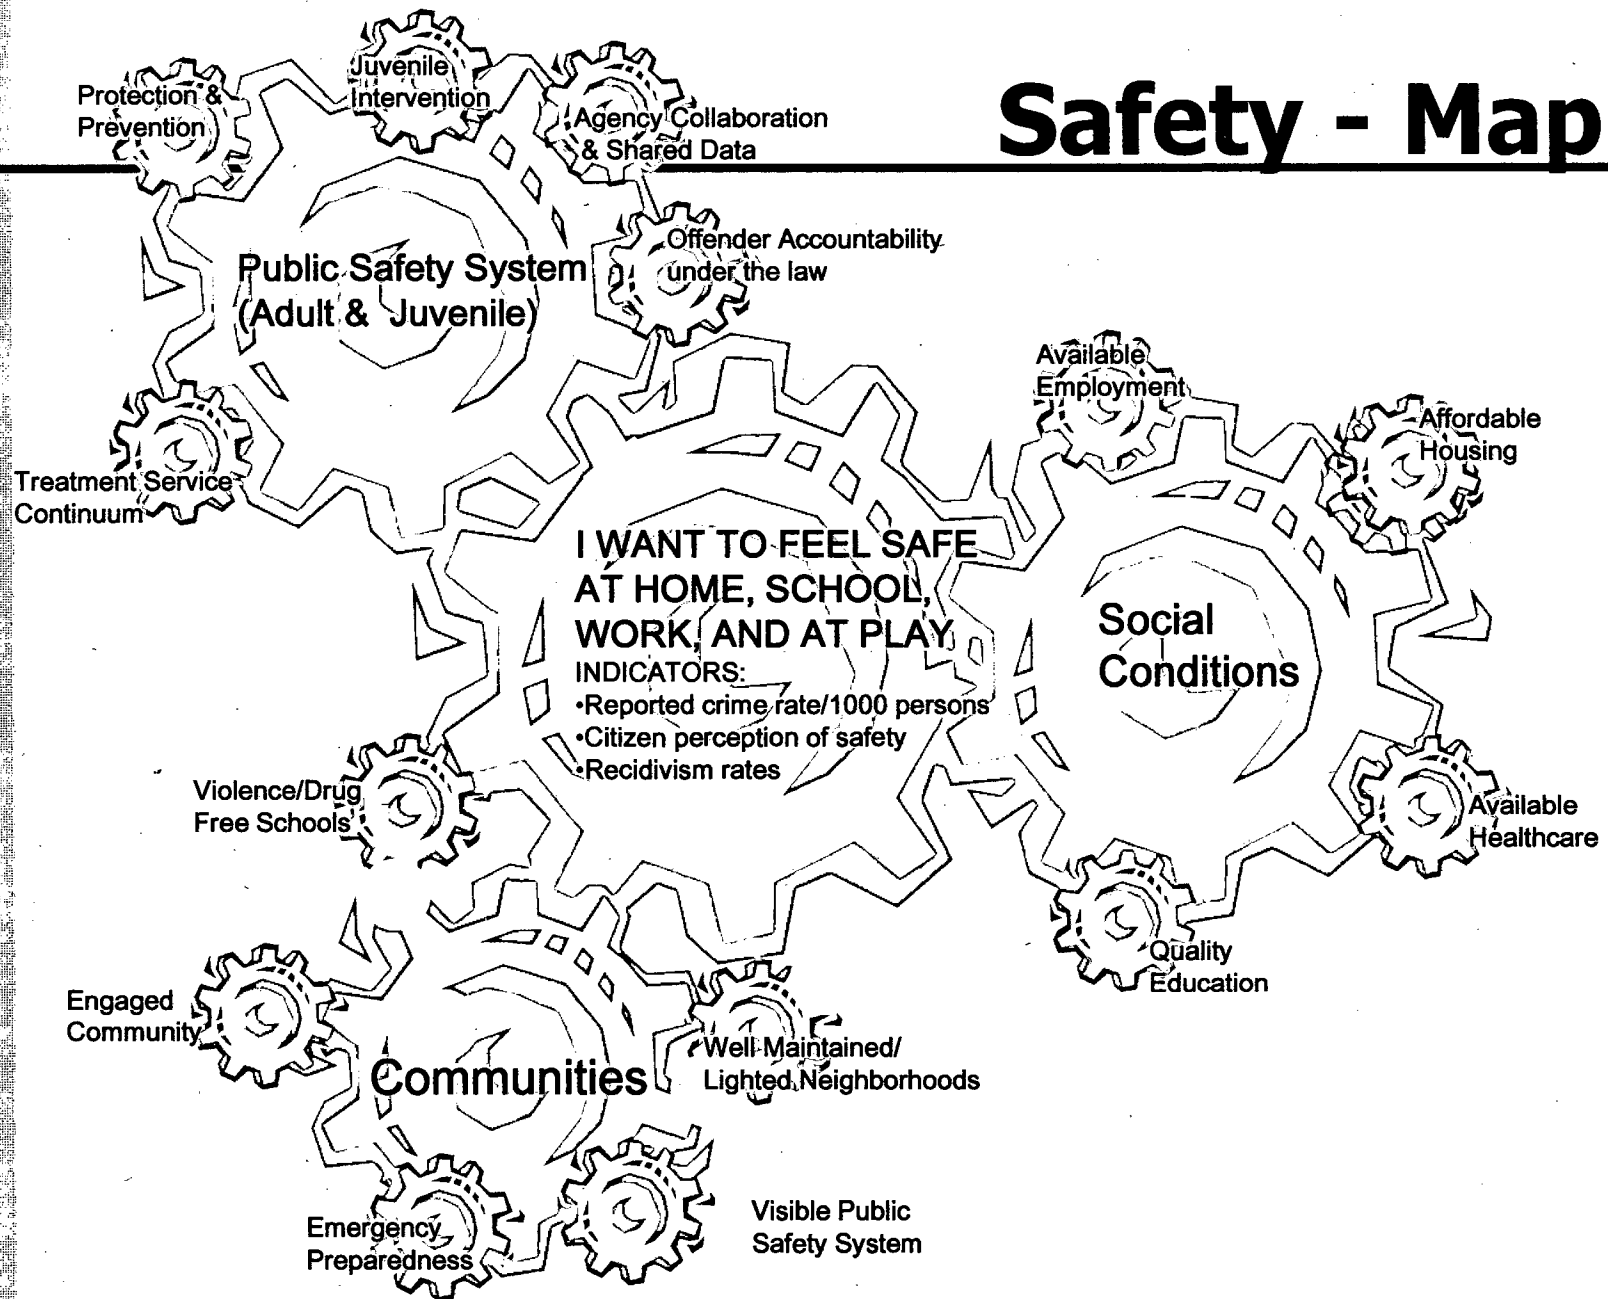 Safety - Map
Protection &
Prevention
Juvenile
Intervention
Agency Collaboration
& Shared Data
Offender Accountability
under the law
Public Safety System
(Adult & Juvenile)
Treatment Service
Continuum
Available
Employment
Affordable
Housing
I WANT TO FEEL SAFE
AT HOME, SCHOOL,
WORK, AND AT PLAY
INDICATORS:
•Reported crime rate/1000 persons
•Citizen perception of safety
•Recidivism rates
Social
Conditions
Violence/Drug
Free Schools
Available
Healthcare
Quality
Education
Engaged
Community
Communities
Well Maintained/
Lighted Neighborhoods
Emergency
Preparedness
Visible Public
Safety System